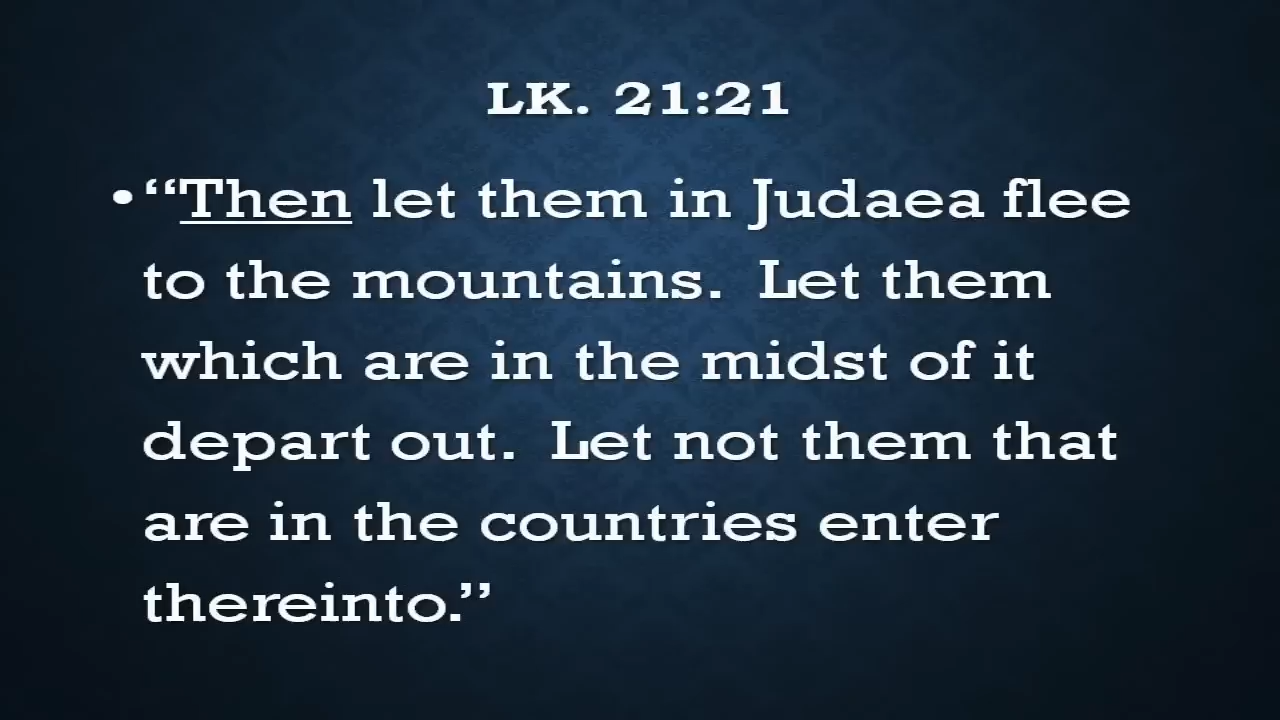 LK. 21:21
•“Then let them in Judaea flee
to the mountains.  Let them
which are in the midst of it
depart out.  Let not them that
are in the countries enter
thereinto.”